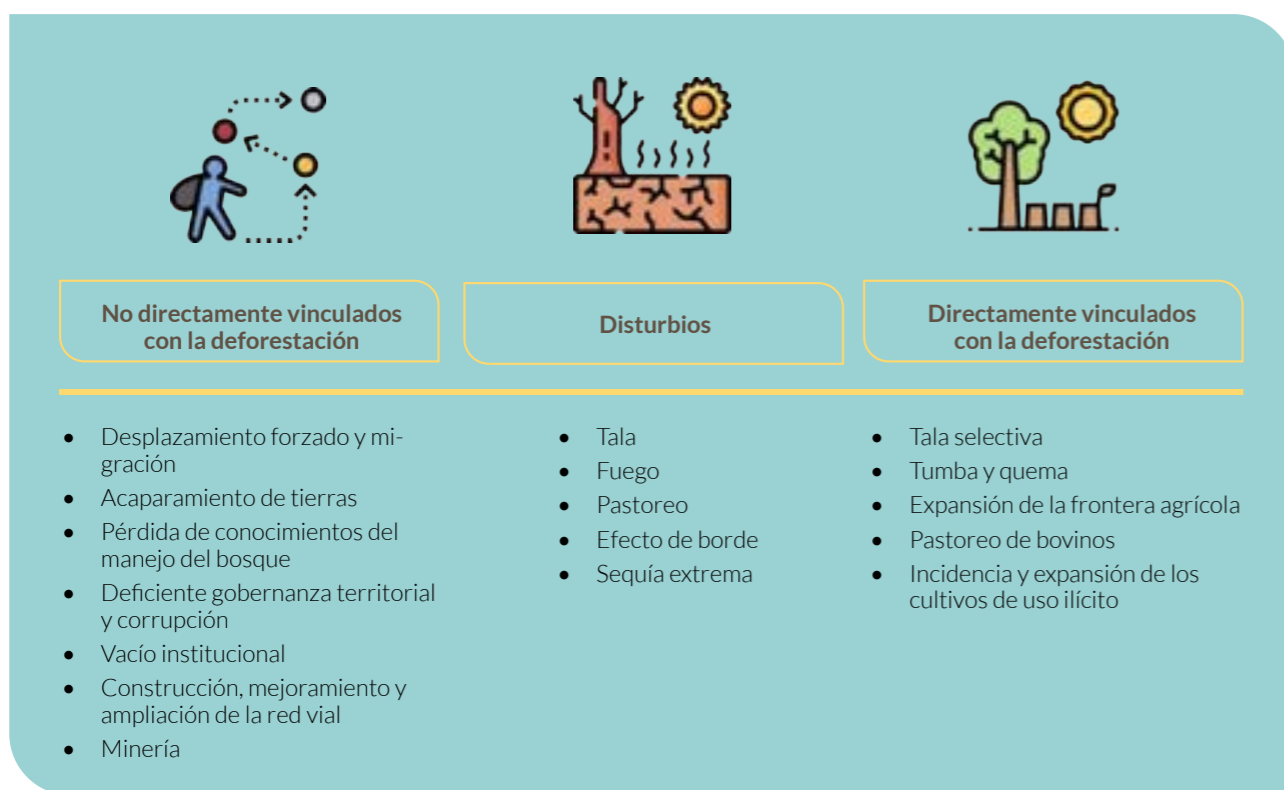 No directamente vinculados
con la deforestación
Disturbios
Directamente vinculados
con la deforestación
• Desplazamiento forzado y mi-
gración
• Acaparamiento de tierras
• Pérdida de conocimientos del
manejo del bosque
• Deficiente gobernanza territorial
y corrupción
• Vacío institucional
• Construcción, mejoramiento y
ampliación de la red vial
• Minería
• Tala
• Fuego
• Pastoreo
• Efecto de borde
• Sequía extrema
• Tala selectiva
• Tumba y quema
• Expansión de la frontera agrícola
• Pastoreo de bovinos
• Incidencia y expansión de los
cultivos de uso ilícito